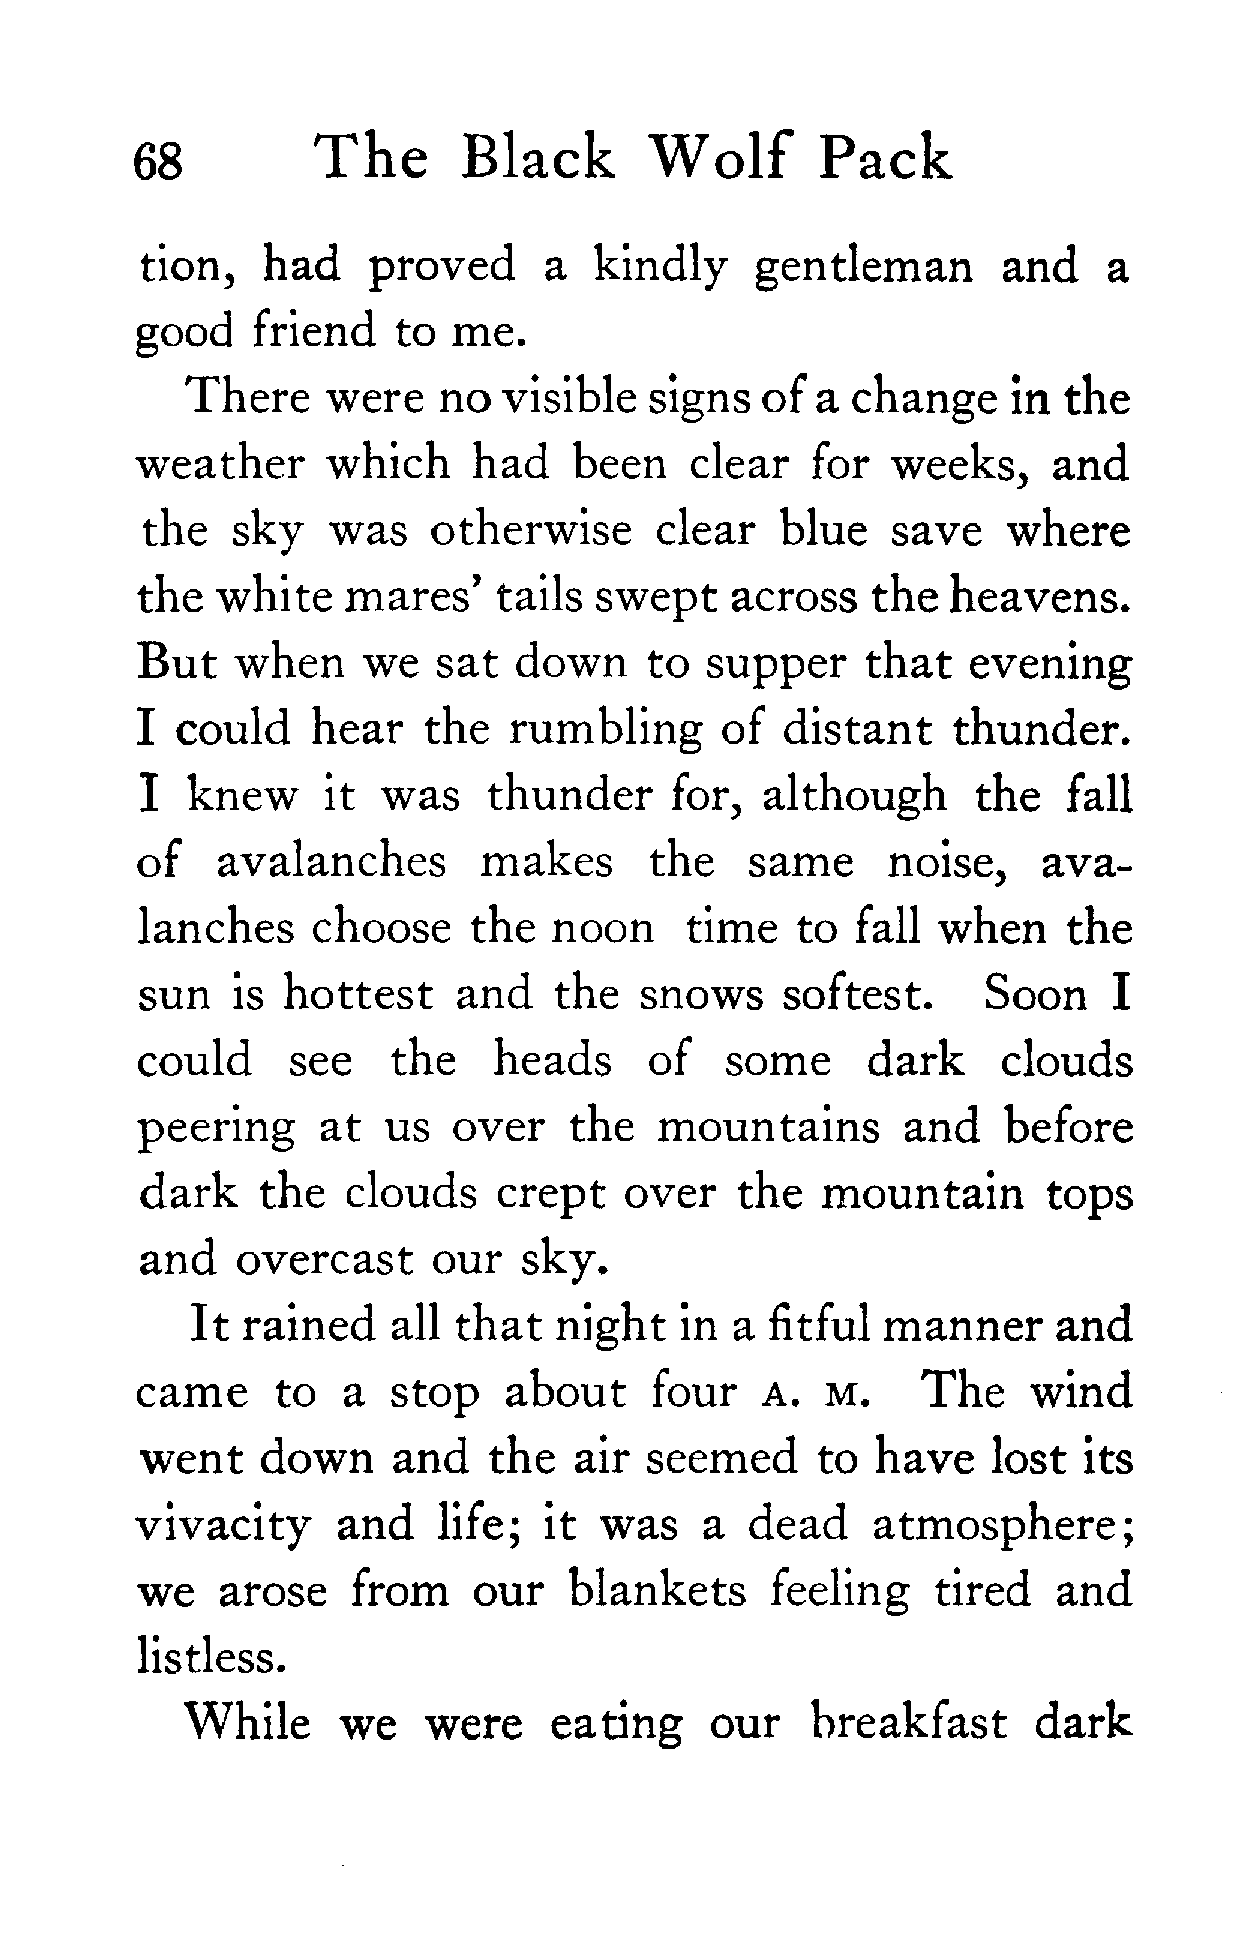 68 The Black Wolf Pack
tion, had proved a kindly gentleman and a
good friend to me.
There were no visible signs of a change in the
weather which had been clear for weeks, and
the sky was otherwise clear blue save where
the white mares' tails swept across the heavens.
But when we sat down to supper that evening
I could hear the rumbling of distant thunder.
I knew it was thunder for, although the fall
of avalanches makes the same noise, ava-
lanches choose the noon time to fall when the
sun is hottest and the snows softest. Soon I
could see the heads of some dark clouds
peering at us over the mountains and before
dark the clouds crept over the mountain tops
and overcast our sky.
It rained all that night in a fitful manner and
came to a stop about four A. M. The wind
went down and the air seemed to have lost its
vivacity and life; it was a dead atmosphere;
we arose from our blankets feeling tired and
listless.
While we were eating our breakfast dark